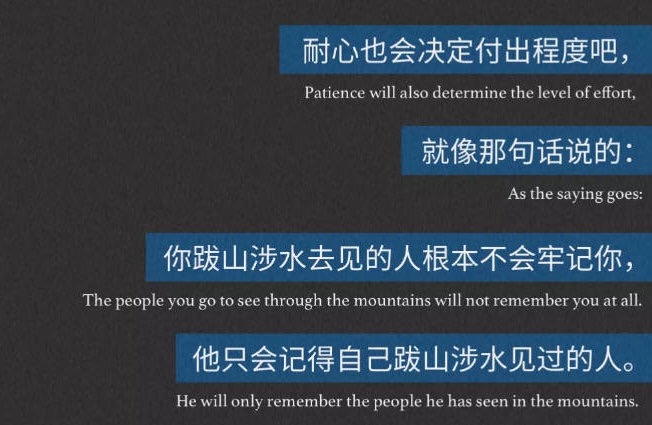 耐心也会决定付出程度吧，
Patience will also determine the level of effort,
就像那句话说的：
As the saying goes:
你跋山涉水去见的人根本不会牢记你，
The people you go to see through the mountains will not remember you at all.
他只会记得自己跋山涉水见过的人。
He will only remember the people he has seen in the mountains.